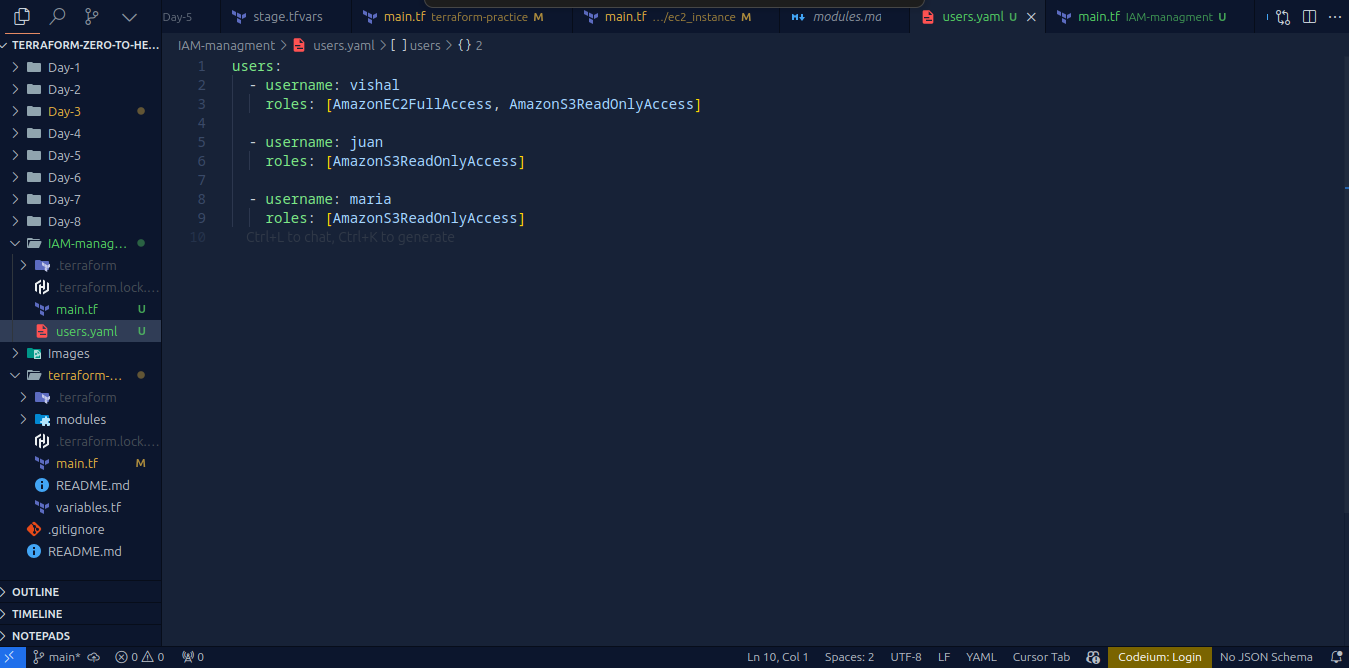 Day-5
stage.tfvars
main.tf terraform-practice M
main.tf .../ec2_instance M
modules.md
users.yaml U
main.tf IAM-managment U
TERRAFORM-ZERO-TO-HE...
Day-1
Day-2
Day-3
Day-4
Day-5
Day-6
Day-7
Day-8
IAM-manag...
.terraform
.terraform.lock....
main.tf U
users.yaml U
Images
terraform-...
.terraform
modules
.terraform.lock....
main.tf M
README.md
variables.tf
.gitignore
README.md
OUTLINE
TIMELINE
NOTEPADS
IAM-managment > users.yaml > [ ] users > {} 2
1 users:
2 - username: vishal
3 roles: [AmazonEC2FullAccess, AmazonS3ReadOnlyAccess]
4
5 - username: juan
6 roles: [AmazonS3ReadOnlyAccess]
7
8 - username: maria
9 roles: [AmazonS3ReadOnlyAccess]
10 Ctrl+L to chat, Ctrl+K to generate
main* 0 0 0 Ln 10, Col 1 Spaces: 2 UTF-8 LF YAML Cursor Tab Codeium: Login No JSON Schema